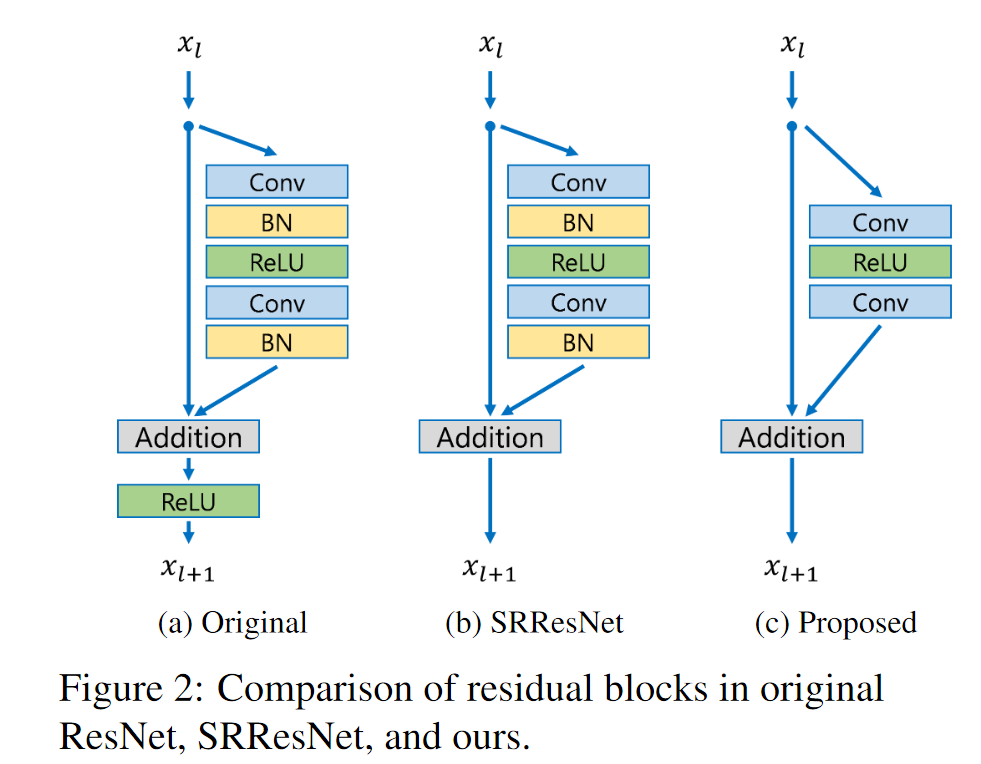 x_l
Conv
BN
ReLU
Conv
BN
Addition
ReLU
x_{l+1}
(a) Original
x_l
Conv
BN
ReLU
Conv
BN
Addition
x_{l+1}
(b) SRResNet
x_l
Conv
ReLU
Conv
Addition
x_{l+1}
(c) Proposed
Figure 2: Comparison of residual blocks in original
ResNet, SRResNet, and ours.